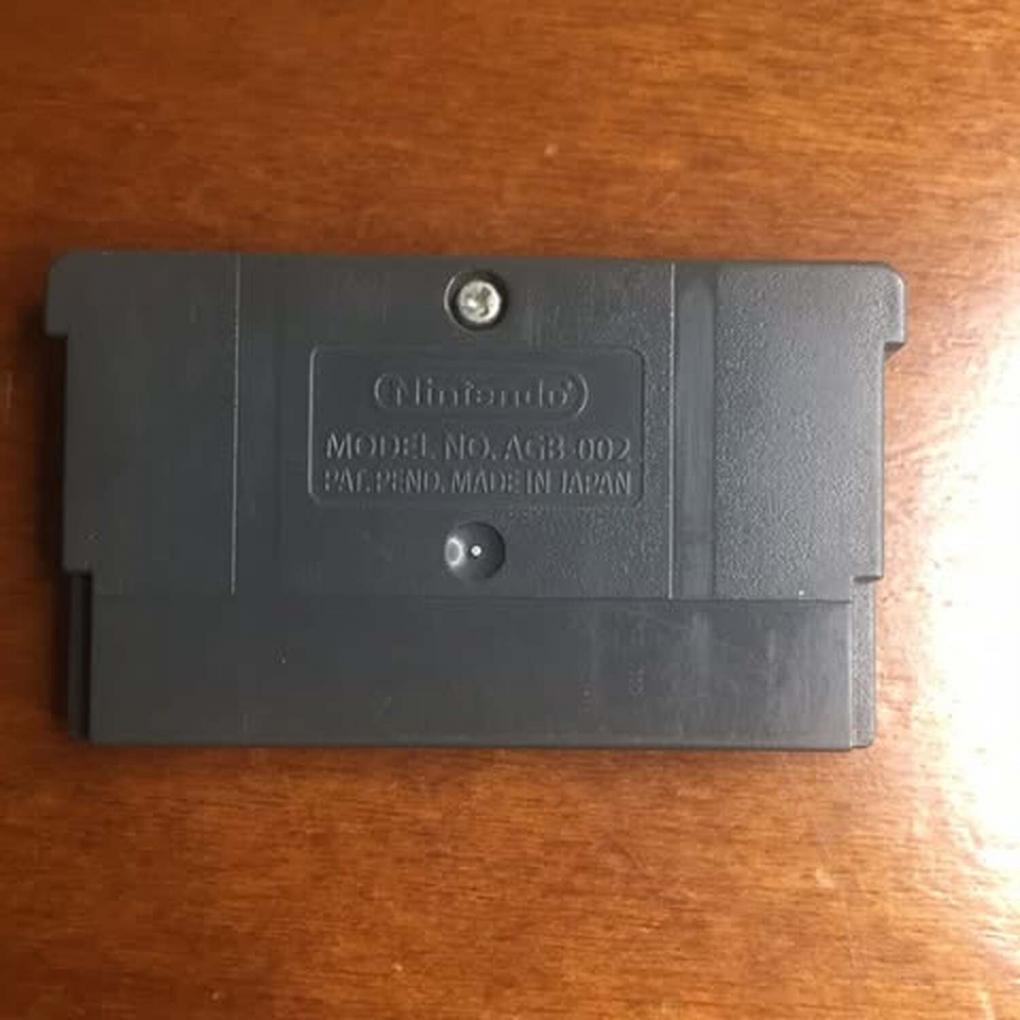 Nintendo
MODEL NO. AGB-002
PAT. PEND. MADE IN JAPAN